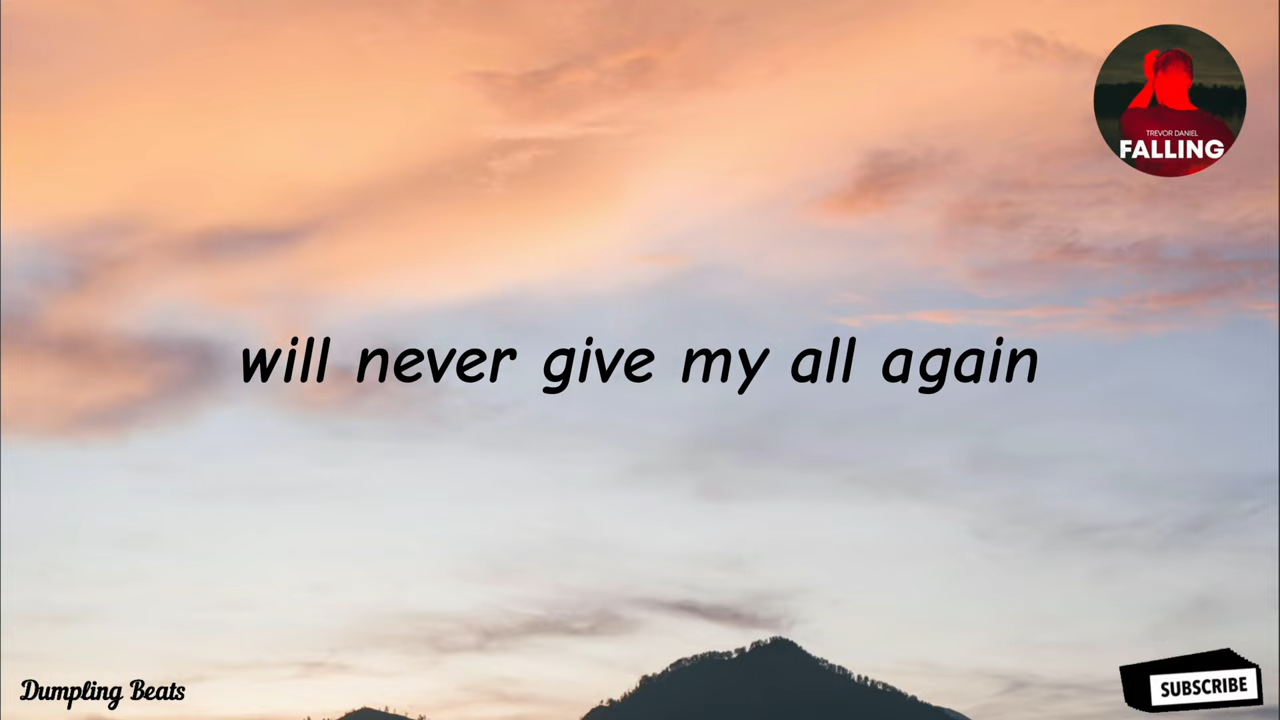 TREVOR DANIEL
FALLING
will never give my all again
Dumpling Beats
SUBSCRIBE